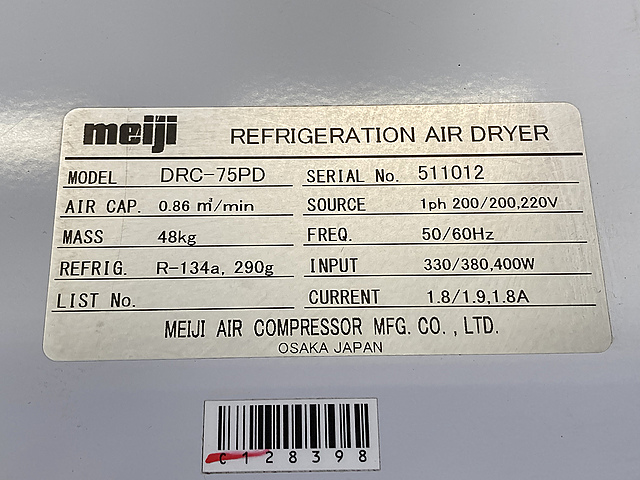 meiji REFRIGERATION AIR DRYER
MODEL DRC-75PD SERIAL No. 511012
AIR CAP. 0.86 m³/min SOURCE 1ph 200/200,220V
MASS 48kg FREQ. 50/60Hz
REFRIG. R-134a, 290g INPUT 330/380,400W
LIST No. CURRENT 1.8/1.9,1.8A
MEIJI AIR COMPRESSOR MFG. CO., LTD.
OSAKA JAPAN
C128398